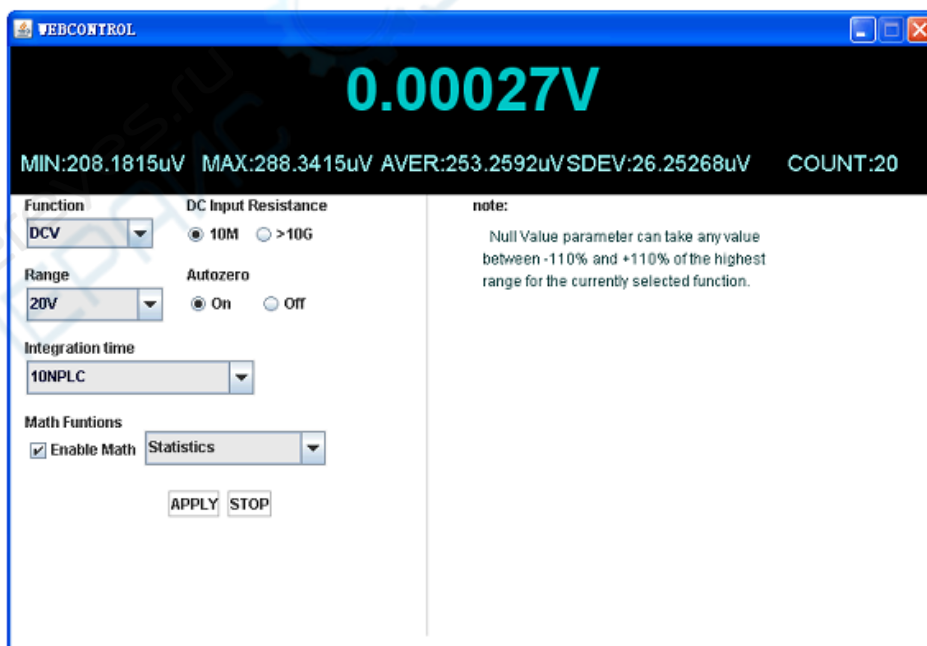 WEBCONTROL
0.00027V
MIN:208.1815uV MAX:288.3415uV AVER:253.2592uV SDEV:26.25268uV COUNT:20
Function DC Input Resistance
DCV 10M >10G
Range Autozero
20V On Off
Integration time
10NPLC
Math Funtions
Enable Math Statistics
APPLY STOP
note:
Null Value parameter can take any value
between -110% and +110% of the highest
range for the currently selected function.